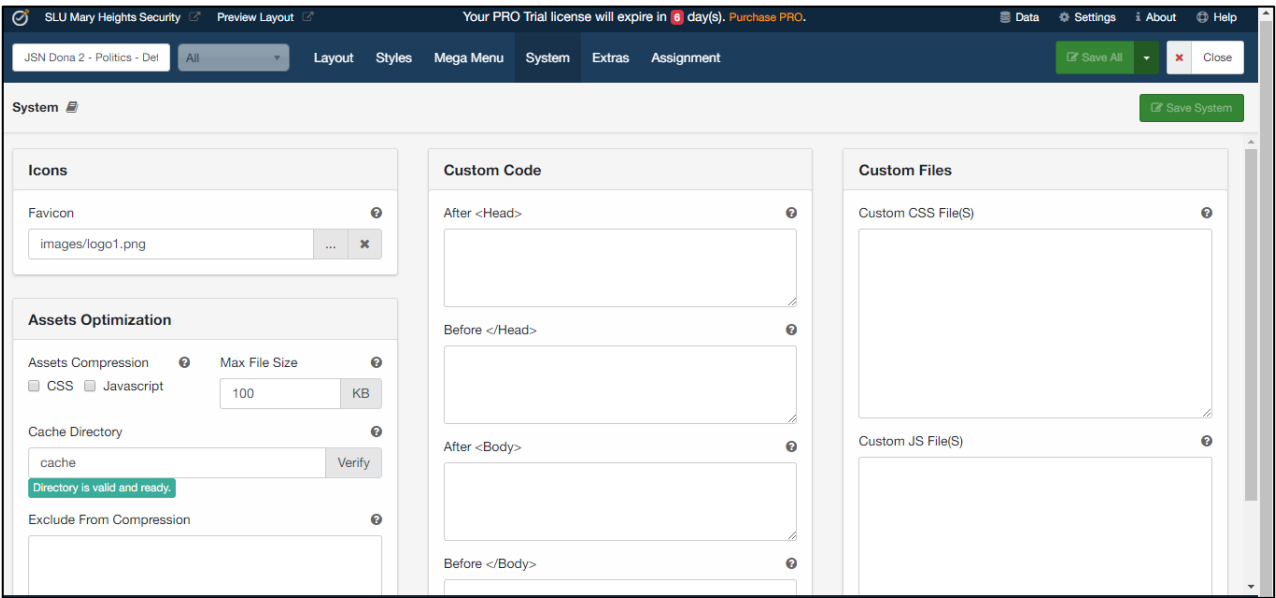 SLU Mary Heights Security Preview Layout Your PRO Trial license will expire in 6 day(s). Purchase PRO. Data Settings About Help
JSN Dona 2 - Politics - Def All Layout Styles Mega Menu System Extras Assignment Save All Close
System Save System
Icons
Favicon
images/logo1.png ...
Assets Optimization
Assets Compression Max File Size
CSS Javascript 100 KB
Cache Directory
cache Verify
Directory is valid and ready.
Exclude From Compression
Custom Code
After <Head>
Before </Head>
After <Body>
Before </Body>
Custom Files
Custom CSS File(S)
Custom JS File(S)